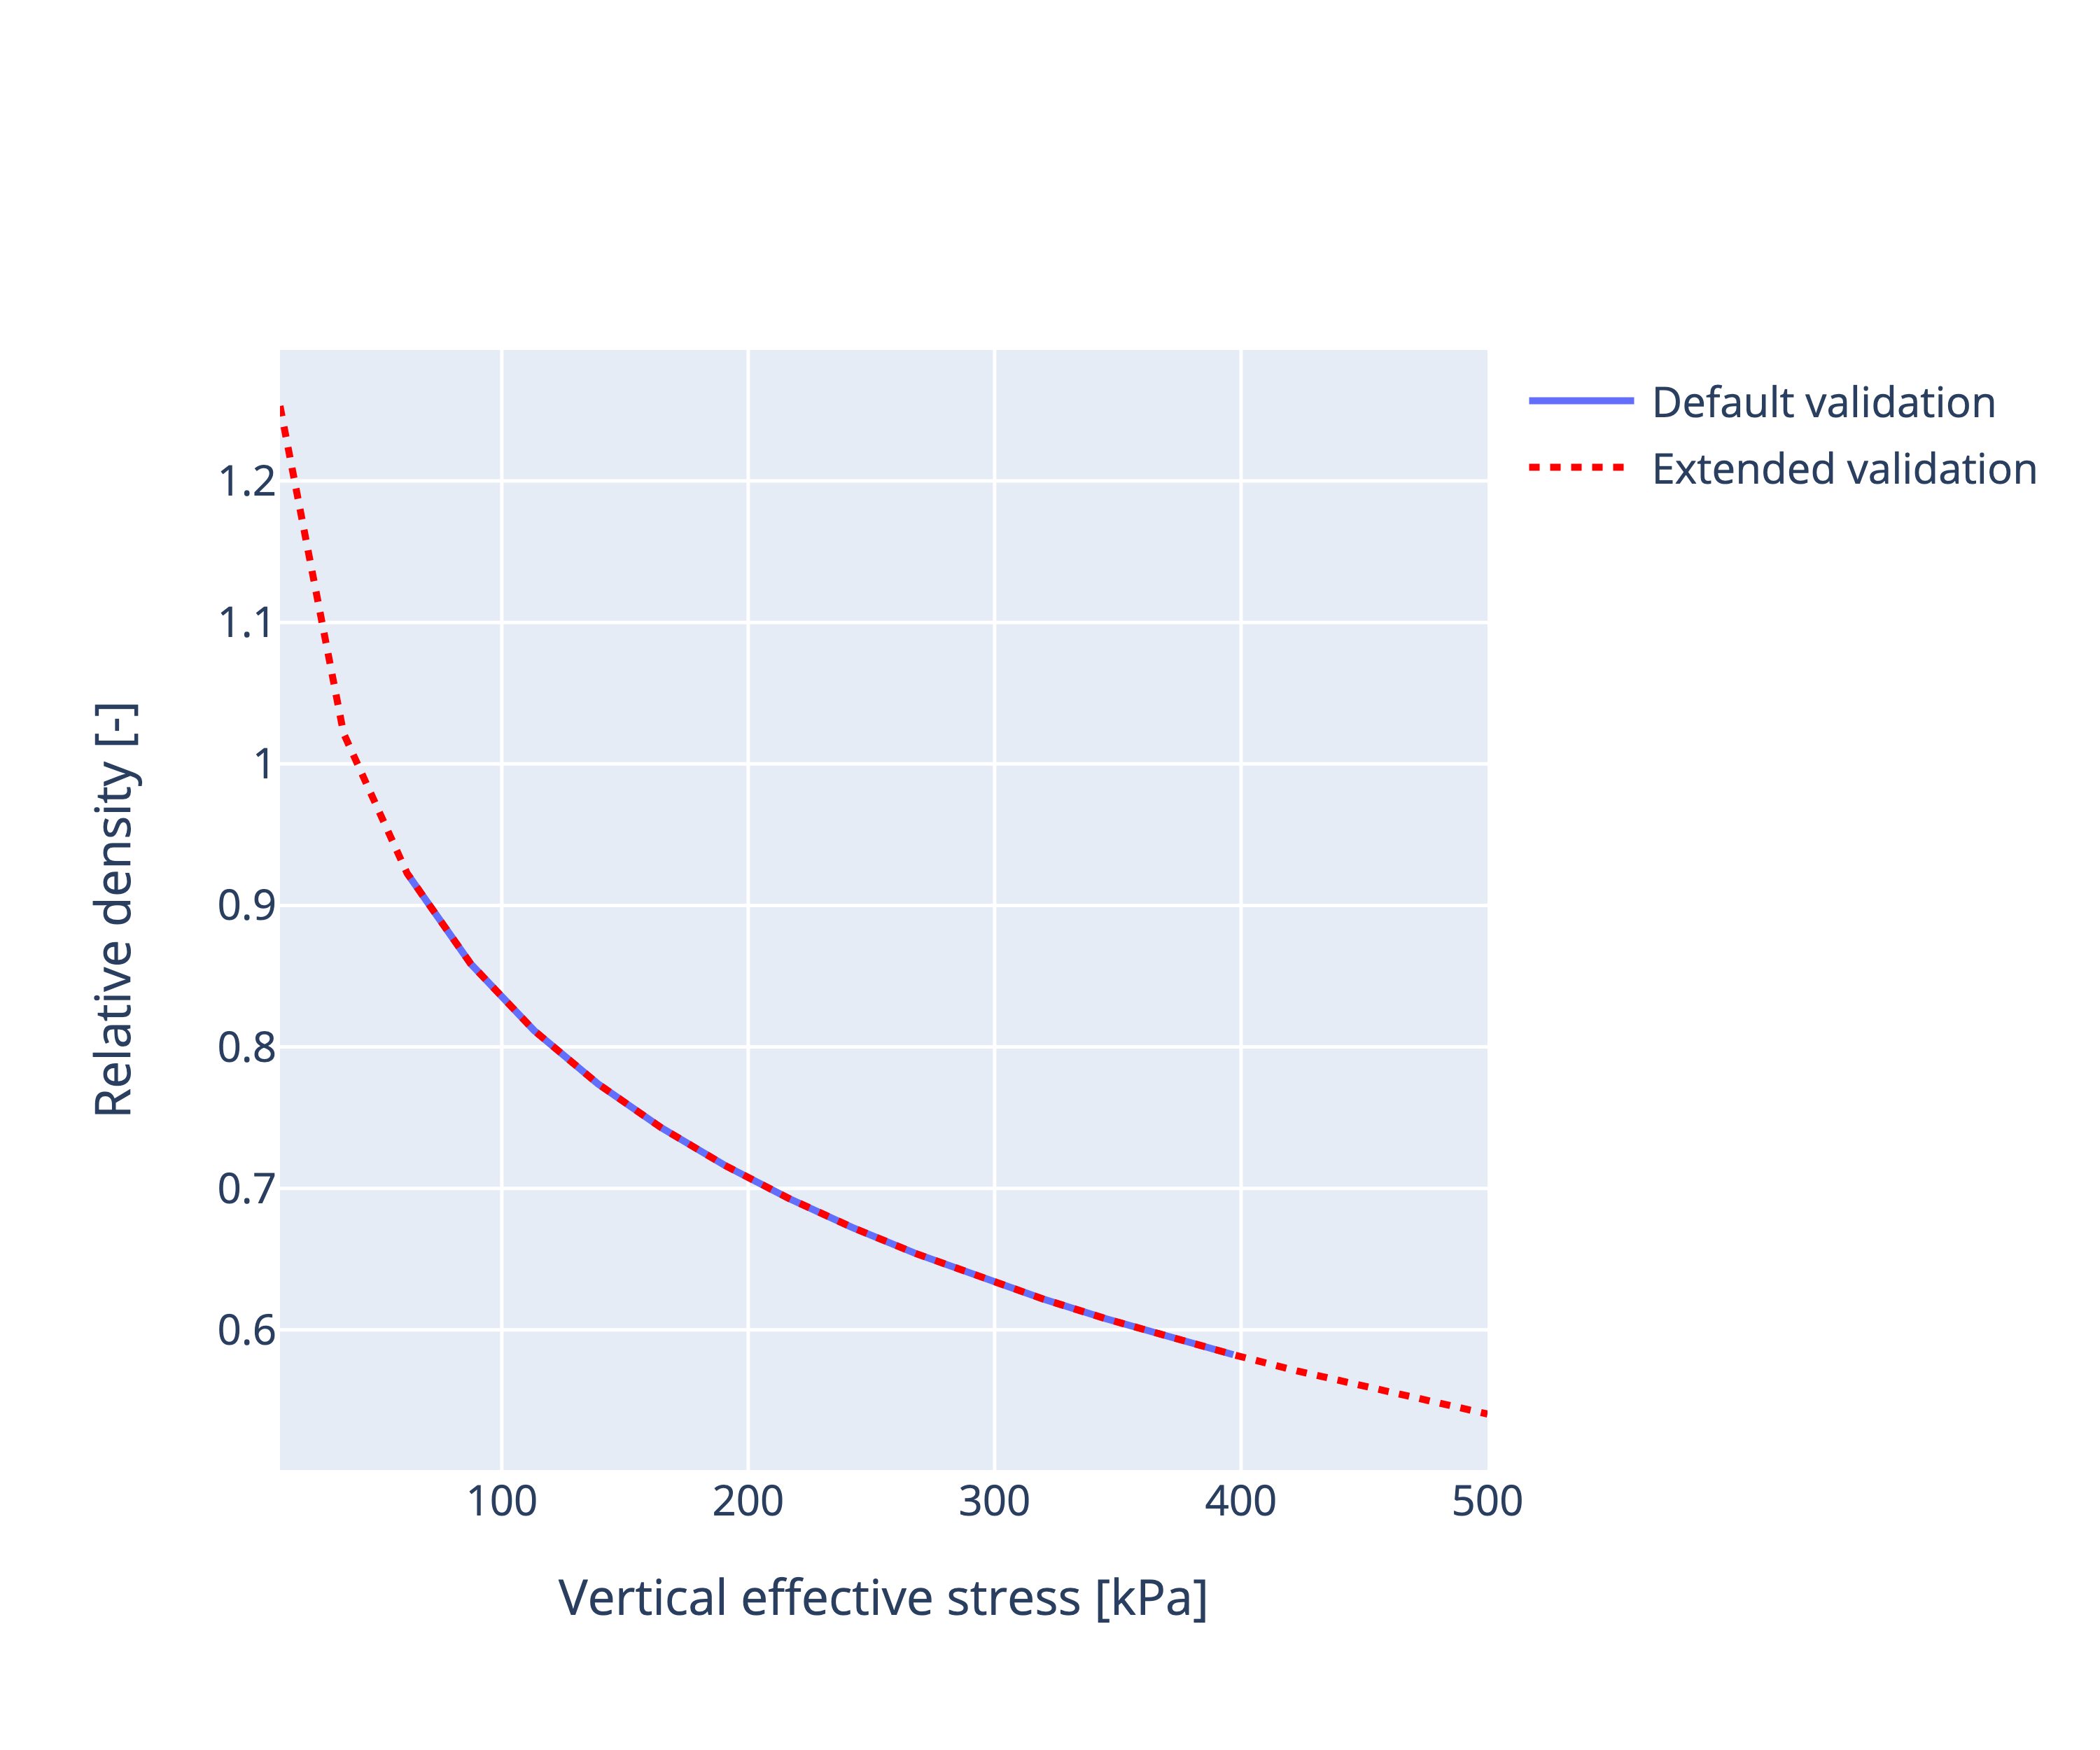 Default validation
Extended validation
1.2
1.1
1
0.9
0.8
0.7
0.6
Relative density [-]
100 200 300 400 500
Vertical effective stress [kPa]